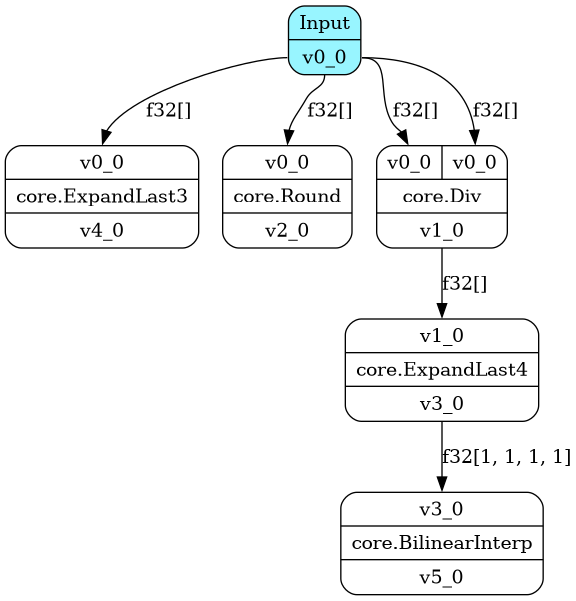 Input
v0_0
f32[]
f32[]
f32[]
f32[]
v0_0
core.ExpandLast3
v4_0
v0_0
core.Round
v2_0
v0_0
v0_0
core.Div
v1_0
f32[]
v1_0
core.ExpandLast4
v3_0
f32[1, 1, 1, 1]
v3_0
core.BilinearInterp
v5_0